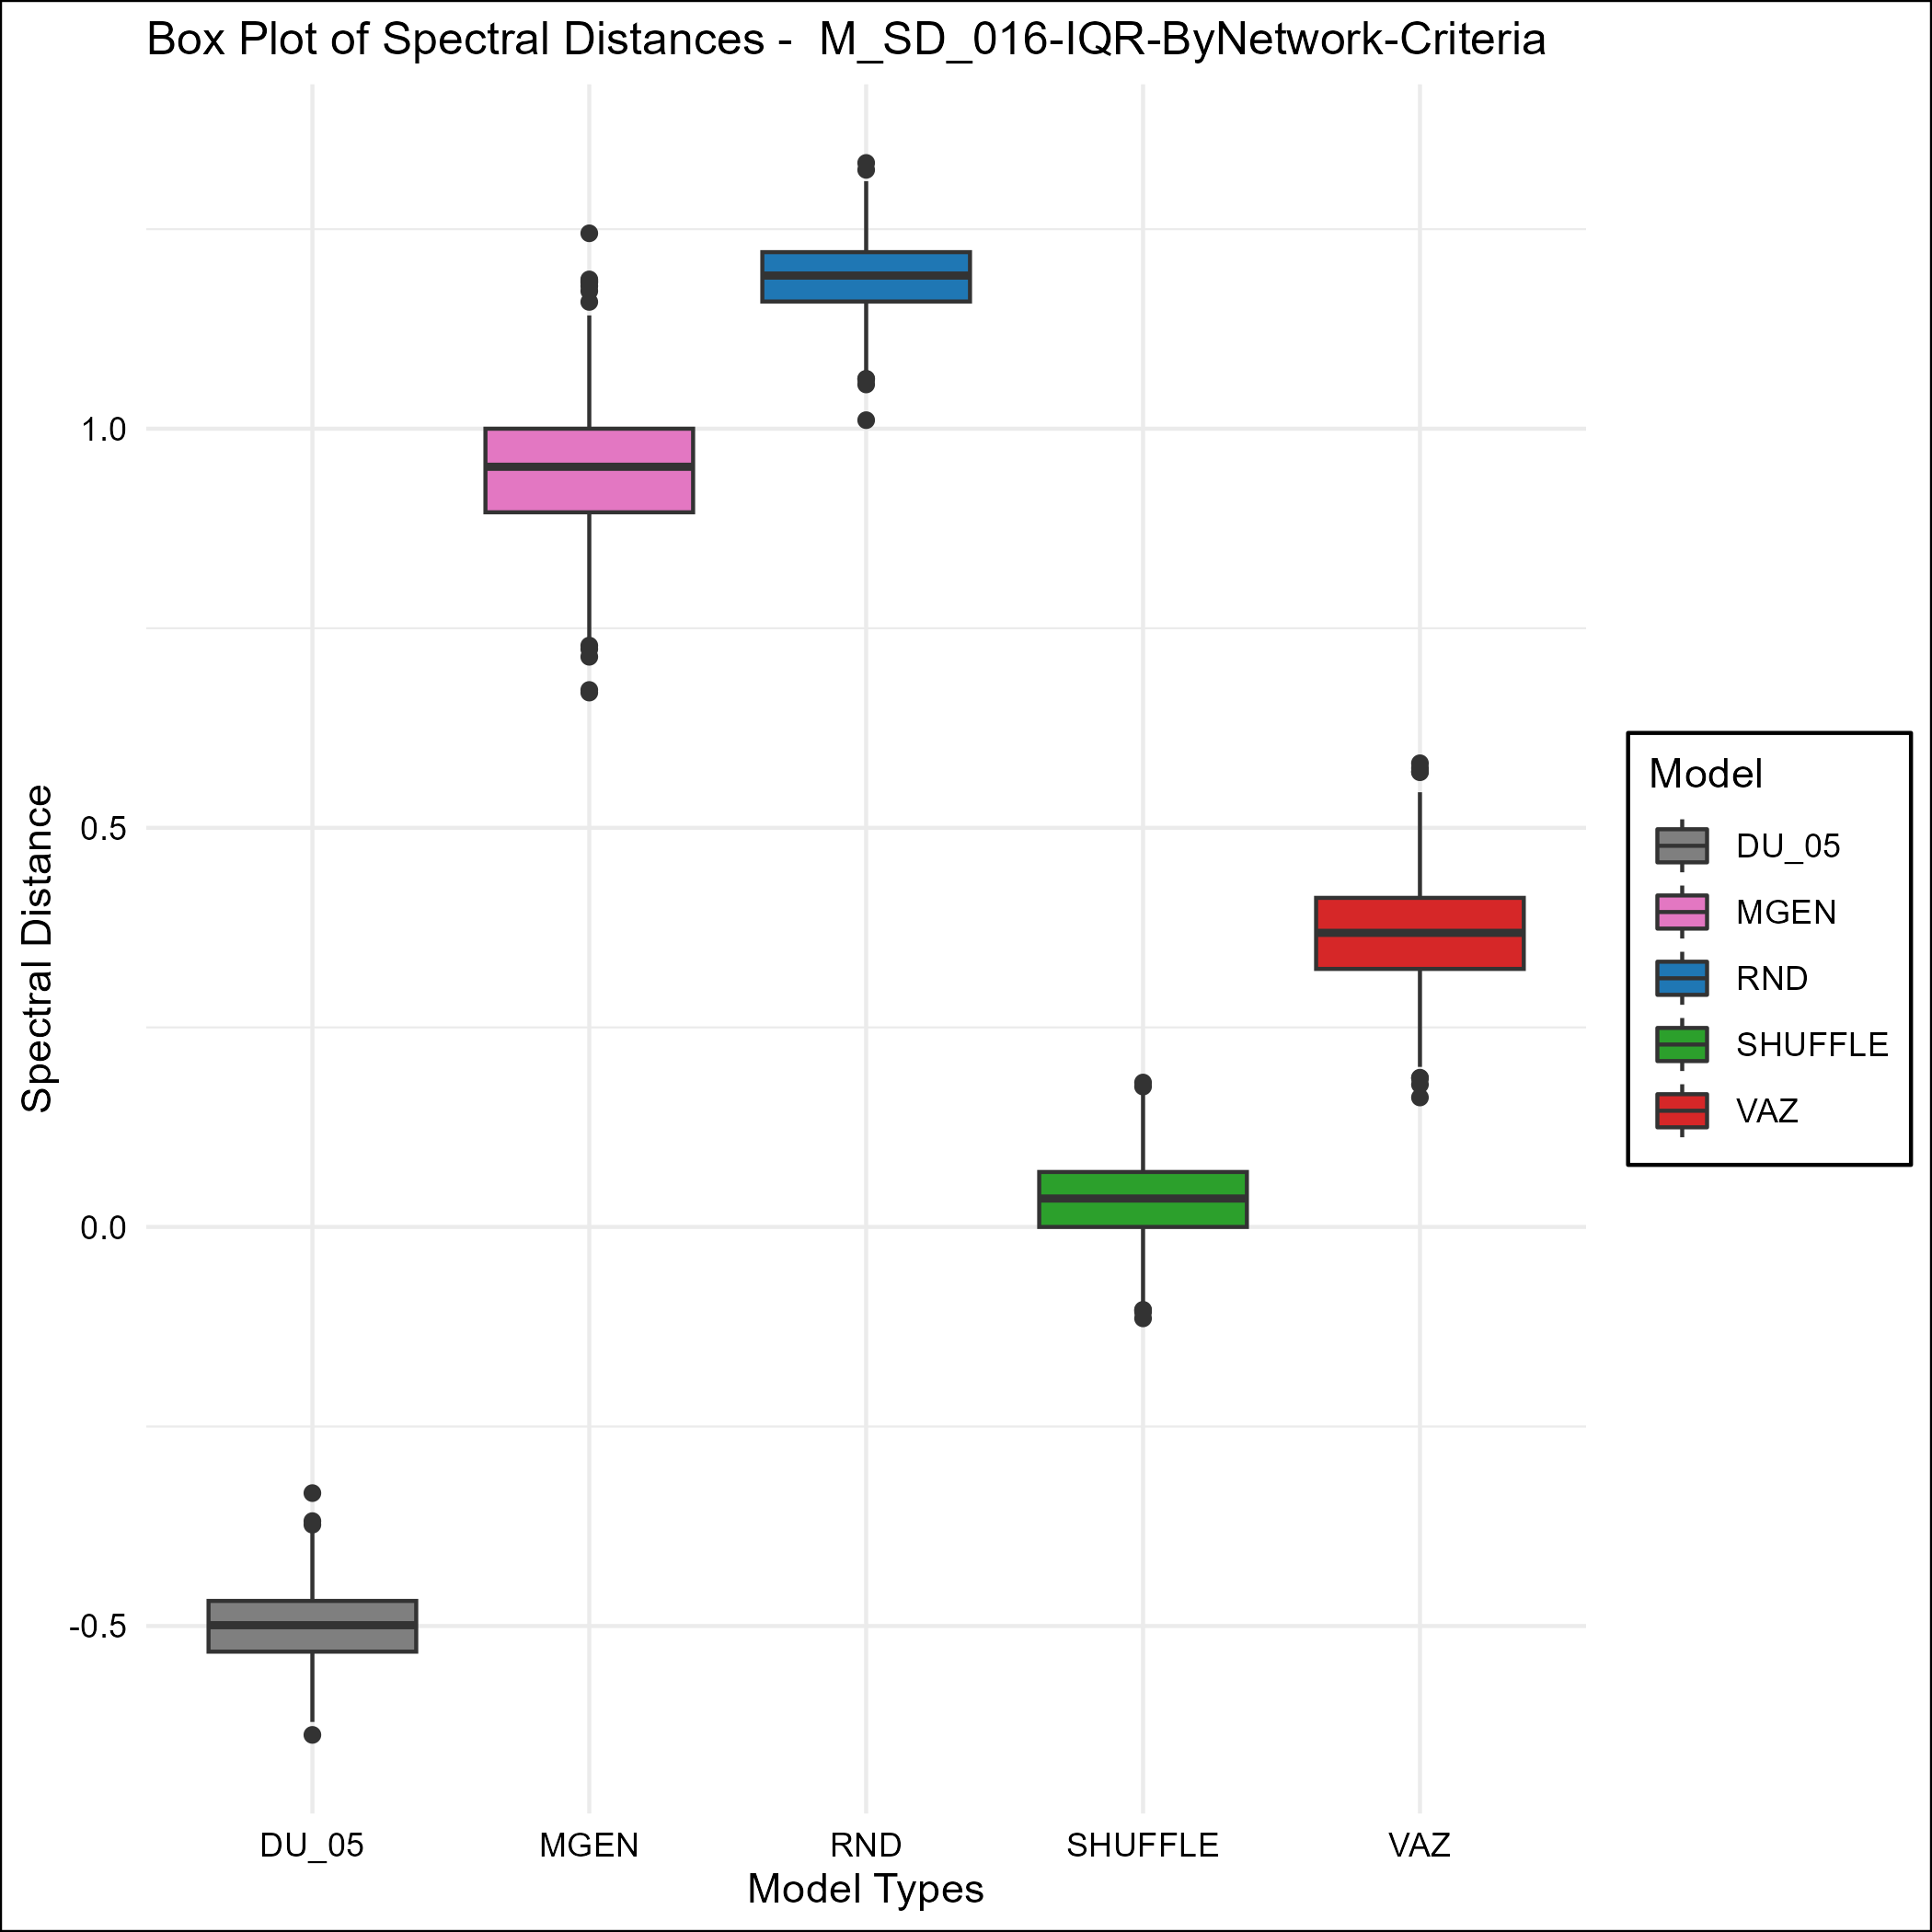 Box Plot of Spectral Distances -  M_SD_016-IQR-ByNetwork-Criteria
Spectral Distance
1.0
0.5
0.0
-0.5
DU_05
MGEN
RND
SHUFFLE
VAZ
Model Types
Model
DU_05
MGEN
RND
SHUFFLE
VAZ